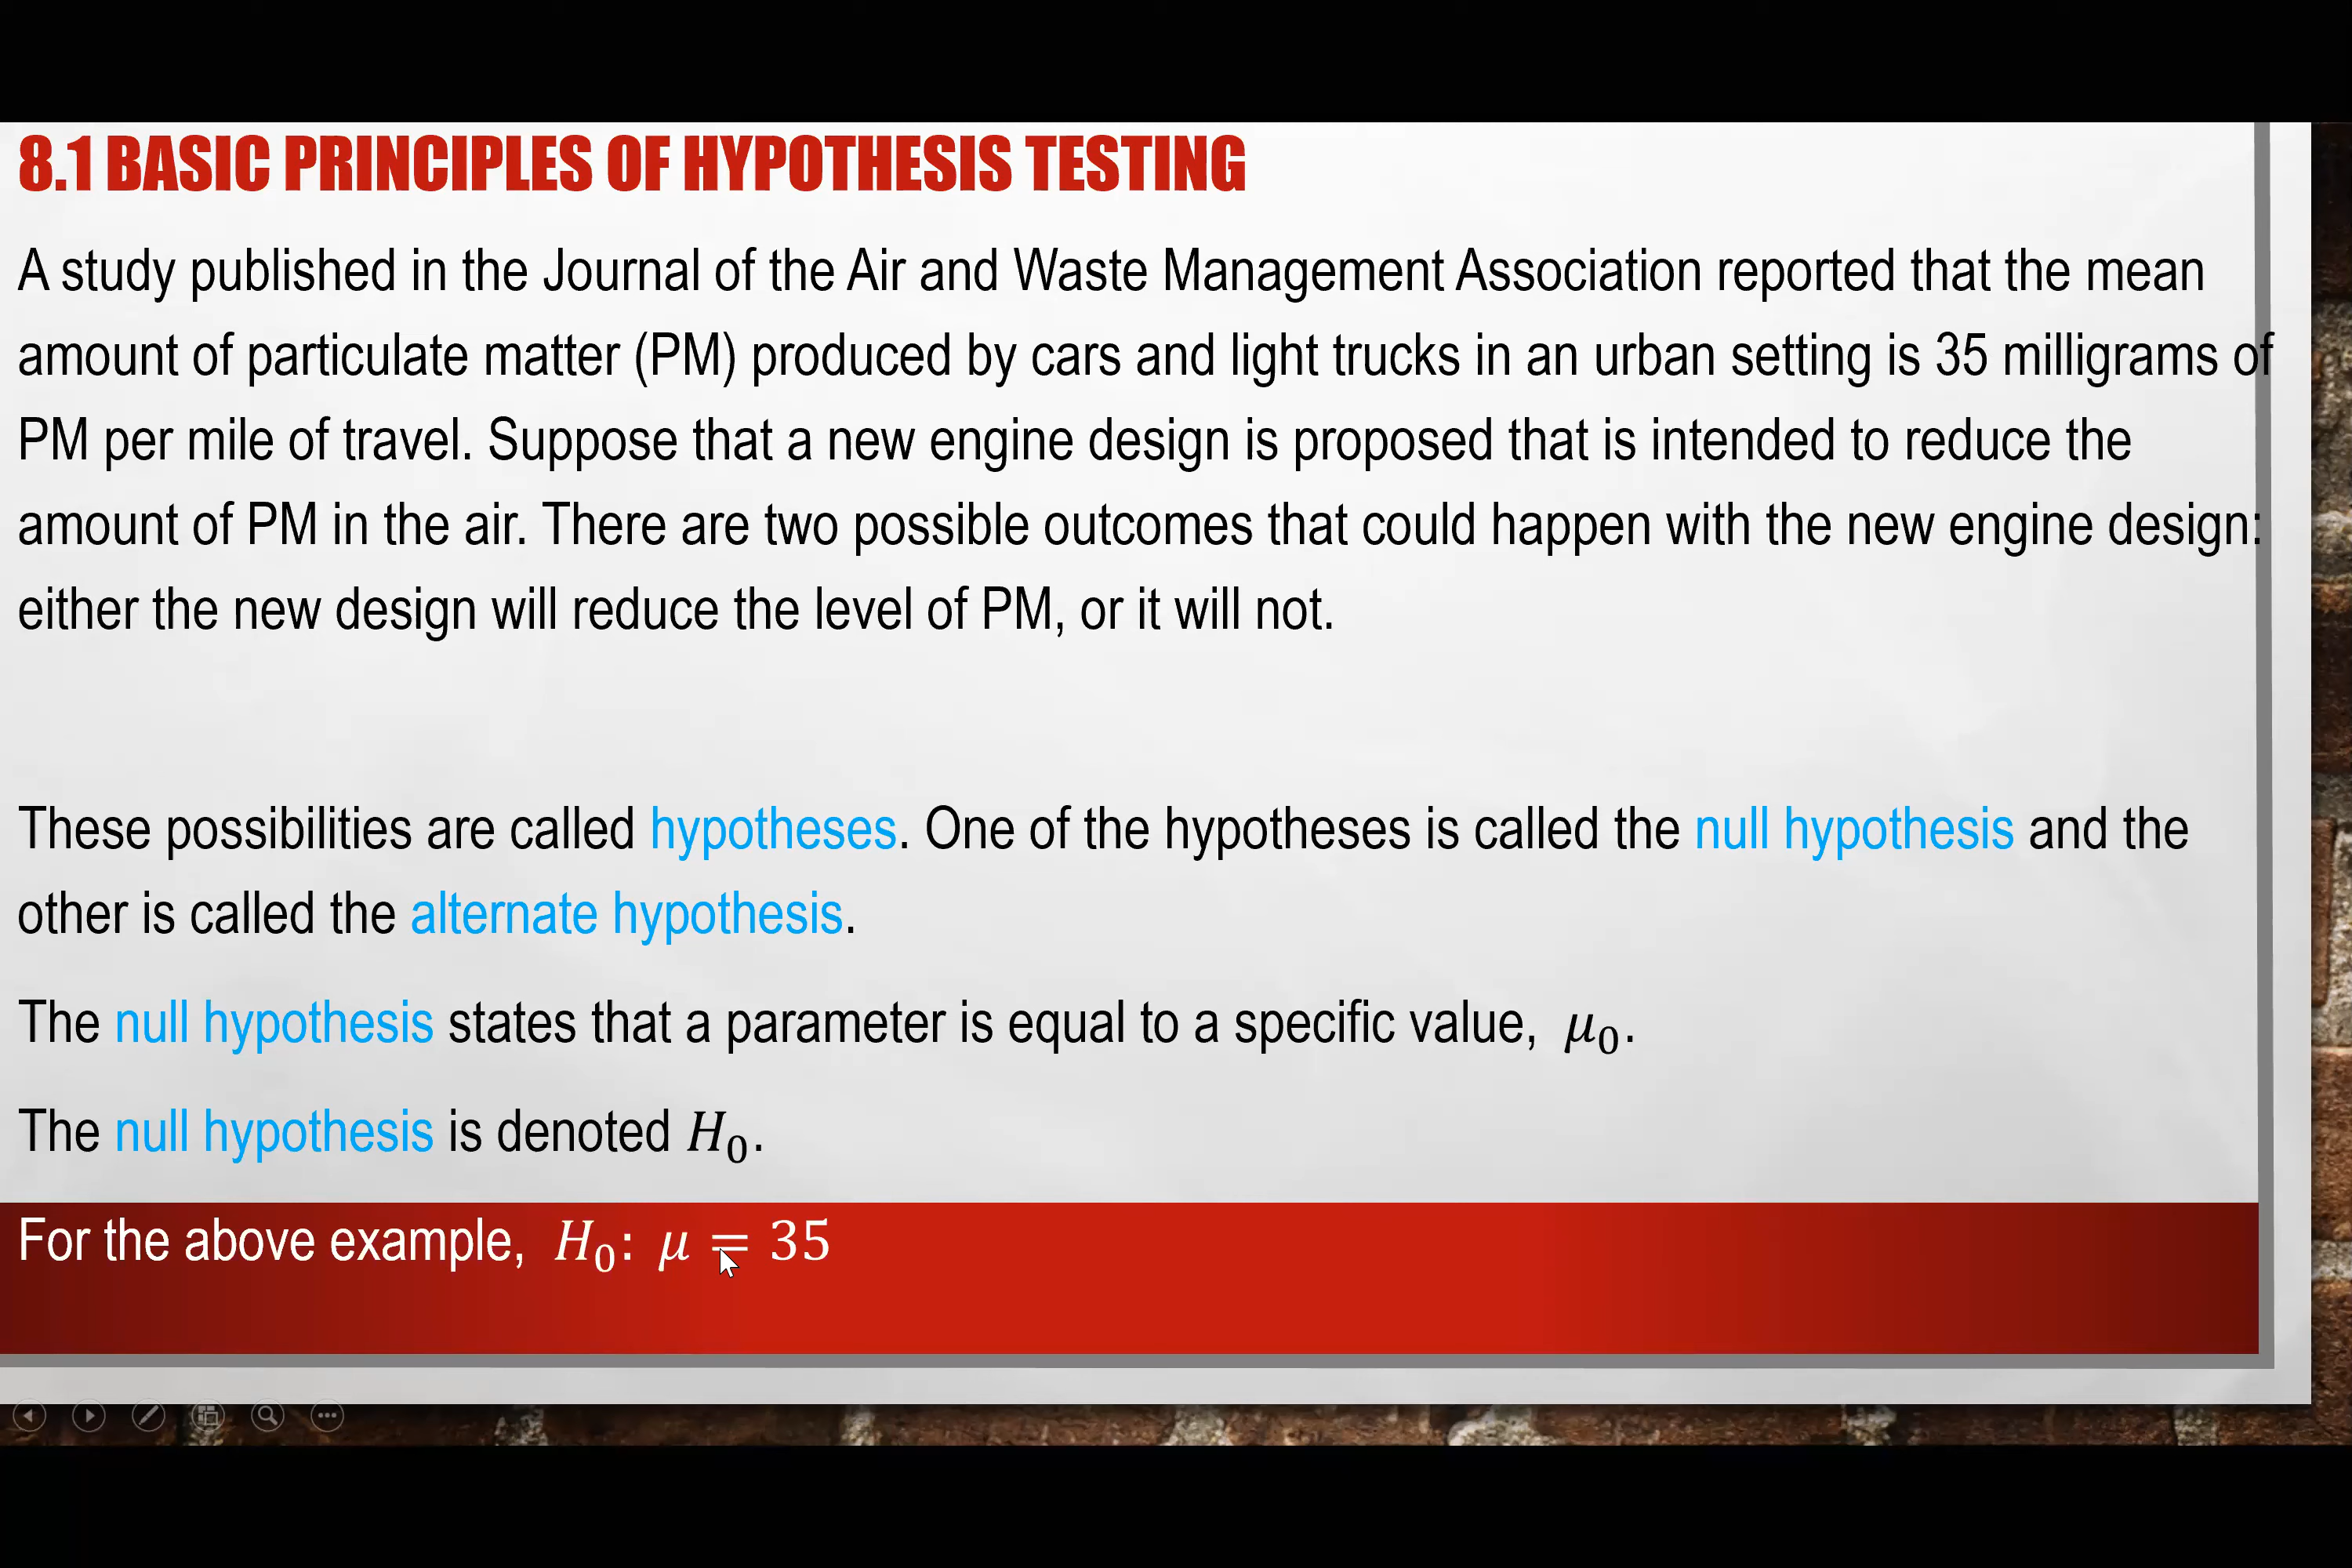 8.1 BASIC PRINCIPLES OF HYPOTHESIS TESTING
A study published in the Journal of the Air and Waste Management Association reported that the mean
amount of particulate matter (PM) produced by cars and light trucks in an urban setting is 35 milligrams of
PM per mile of travel. Suppose that a new engine design is proposed that is intended to reduce the
amount of PM in the air. There are two possible outcomes that could happen with the new engine design:
either the new design will reduce the level of PM, or it will not.
These possibilities are called hypotheses. One of the hypotheses is called the null hypothesis and the
other is called the alternate hypothesis.
The null hypothesis states that a parameter is equal to a specific value, μ₀.
The null hypothesis is denoted H₀.
For the above example, H₀: μ = 35